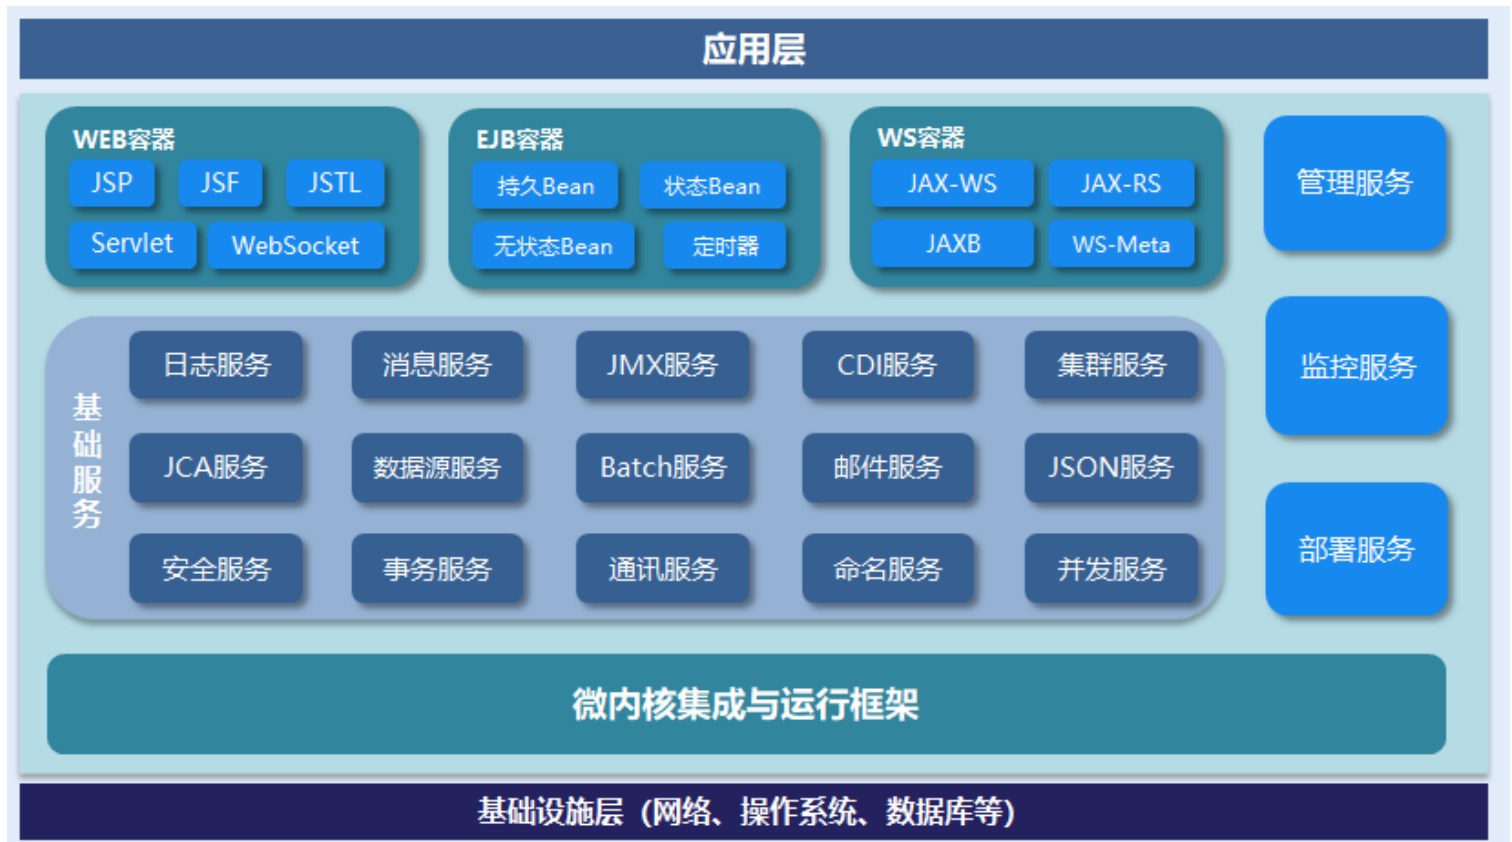 应用层
WEB容器
JSP
JSF
JSTL
Servlet
WebSocket
EJB容器
持久Bean
状态Bean
无状态Bean
定时器
WS容器
JAX-WS
JAX-RS
JAXB
WS-Meta
管理服务
监控服务
部署服务
基础服务
日志服务
消息服务
JMX服务
CDI服务
集群服务
JCA服务
数据源服务
Batch服务
邮件服务
JSON服务
安全服务
事务服务
通讯服务
命名服务
并发服务
微内核集成与运行框架
基础设施层（网络、操作系统、数据库等）